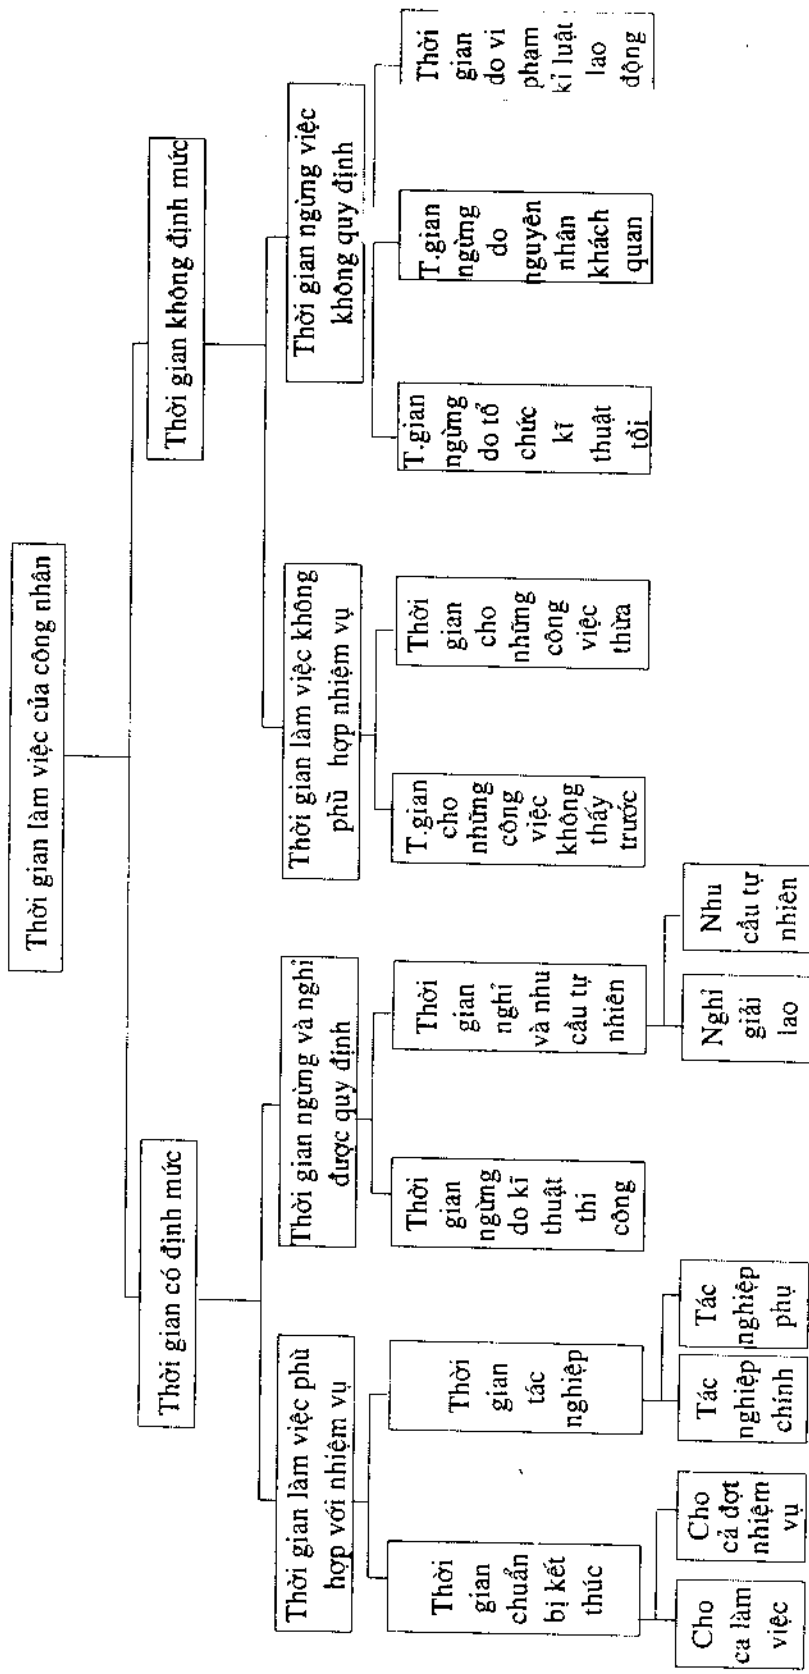 Thời gian làm việc của công nhân
Thời gian có định mức
Thời gian không định mức
Thời gian làm việc phù
hợp với nhiệm vụ
Thời gian ngừng và nghỉ
được quy định
Thời gian làm việc không
phù hợp nhiệm vụ
Thời gian ngừng việc
không quy định
Thời
gian
chuẩn
bị kết
thúc
Thời
gian
tác
nghiệp
Thời
gian
ngừng
do kĩ
thuật
thi
công
Thời
gian
nghỉ
và nhu
cầu tự
nhiên
T.gian
cho
những
công
việc
không
thấy
trước
Thời
gian
cho
những
công
việc
thừa
T.gian
ngừng
do tổ
chức
kĩ
thuật
tồi
T.gian
ngừng
do
nguyên
nhân
khách
quan
Thời
gian
do vi
phạm
kỉ luật
lao
động
Cho
ca làm
việc
Cho
cả đợt
nhiệm
vụ
Tác
nghiệp
chính
Tác
nghiệp
phụ
Nghỉ
giải
lao
Nhu
cầu tự
nhiên